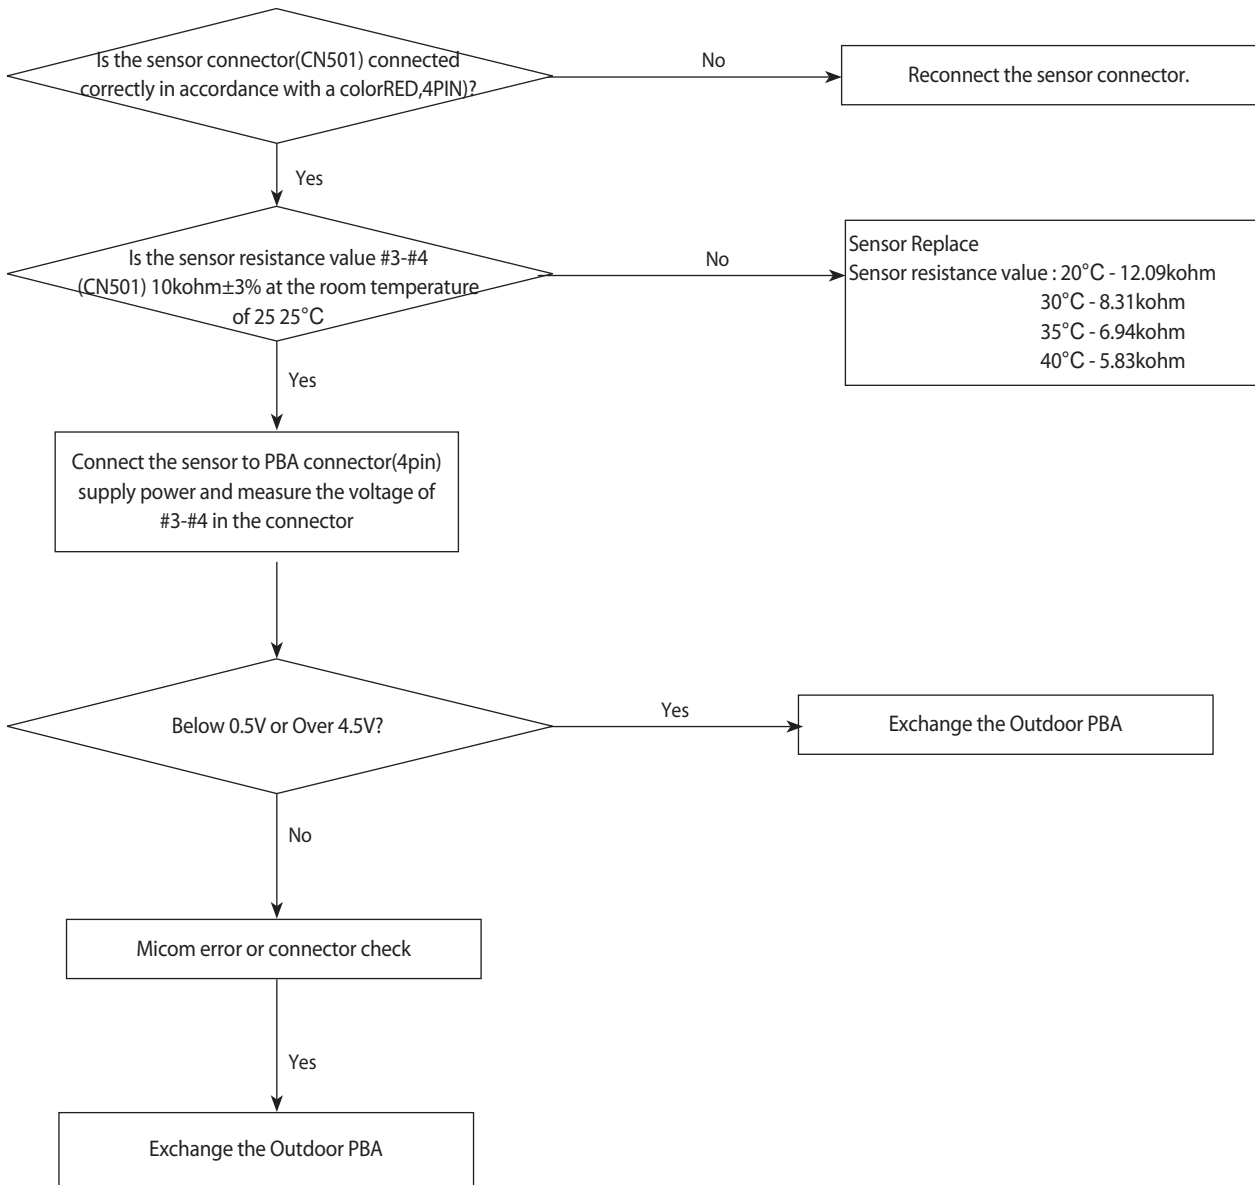 Is the sensor connector(CN501) connected
correctly in accordance with a colorRED,4PIN)?
No
Reconnect the sensor connector.
Yes
Is the sensor resistance value #3-#4
(CN501) 10kohm±3% at the room temperature
of 25 25°C
No
Sensor Replace
Sensor resistance value : 20°C - 12.09kohm
30°C - 8.31kohm
35°C - 6.94kohm
40°C - 5.83kohm
Yes
Connect the sensor to PBA connector(4pin)
supply power and measure the voltage of
#3-#4 in the connector
Below 0.5V or Over 4.5V?
Yes
Exchange the Outdoor PBA
No
Micom error or connector check
Yes
Exchange the Outdoor PBA